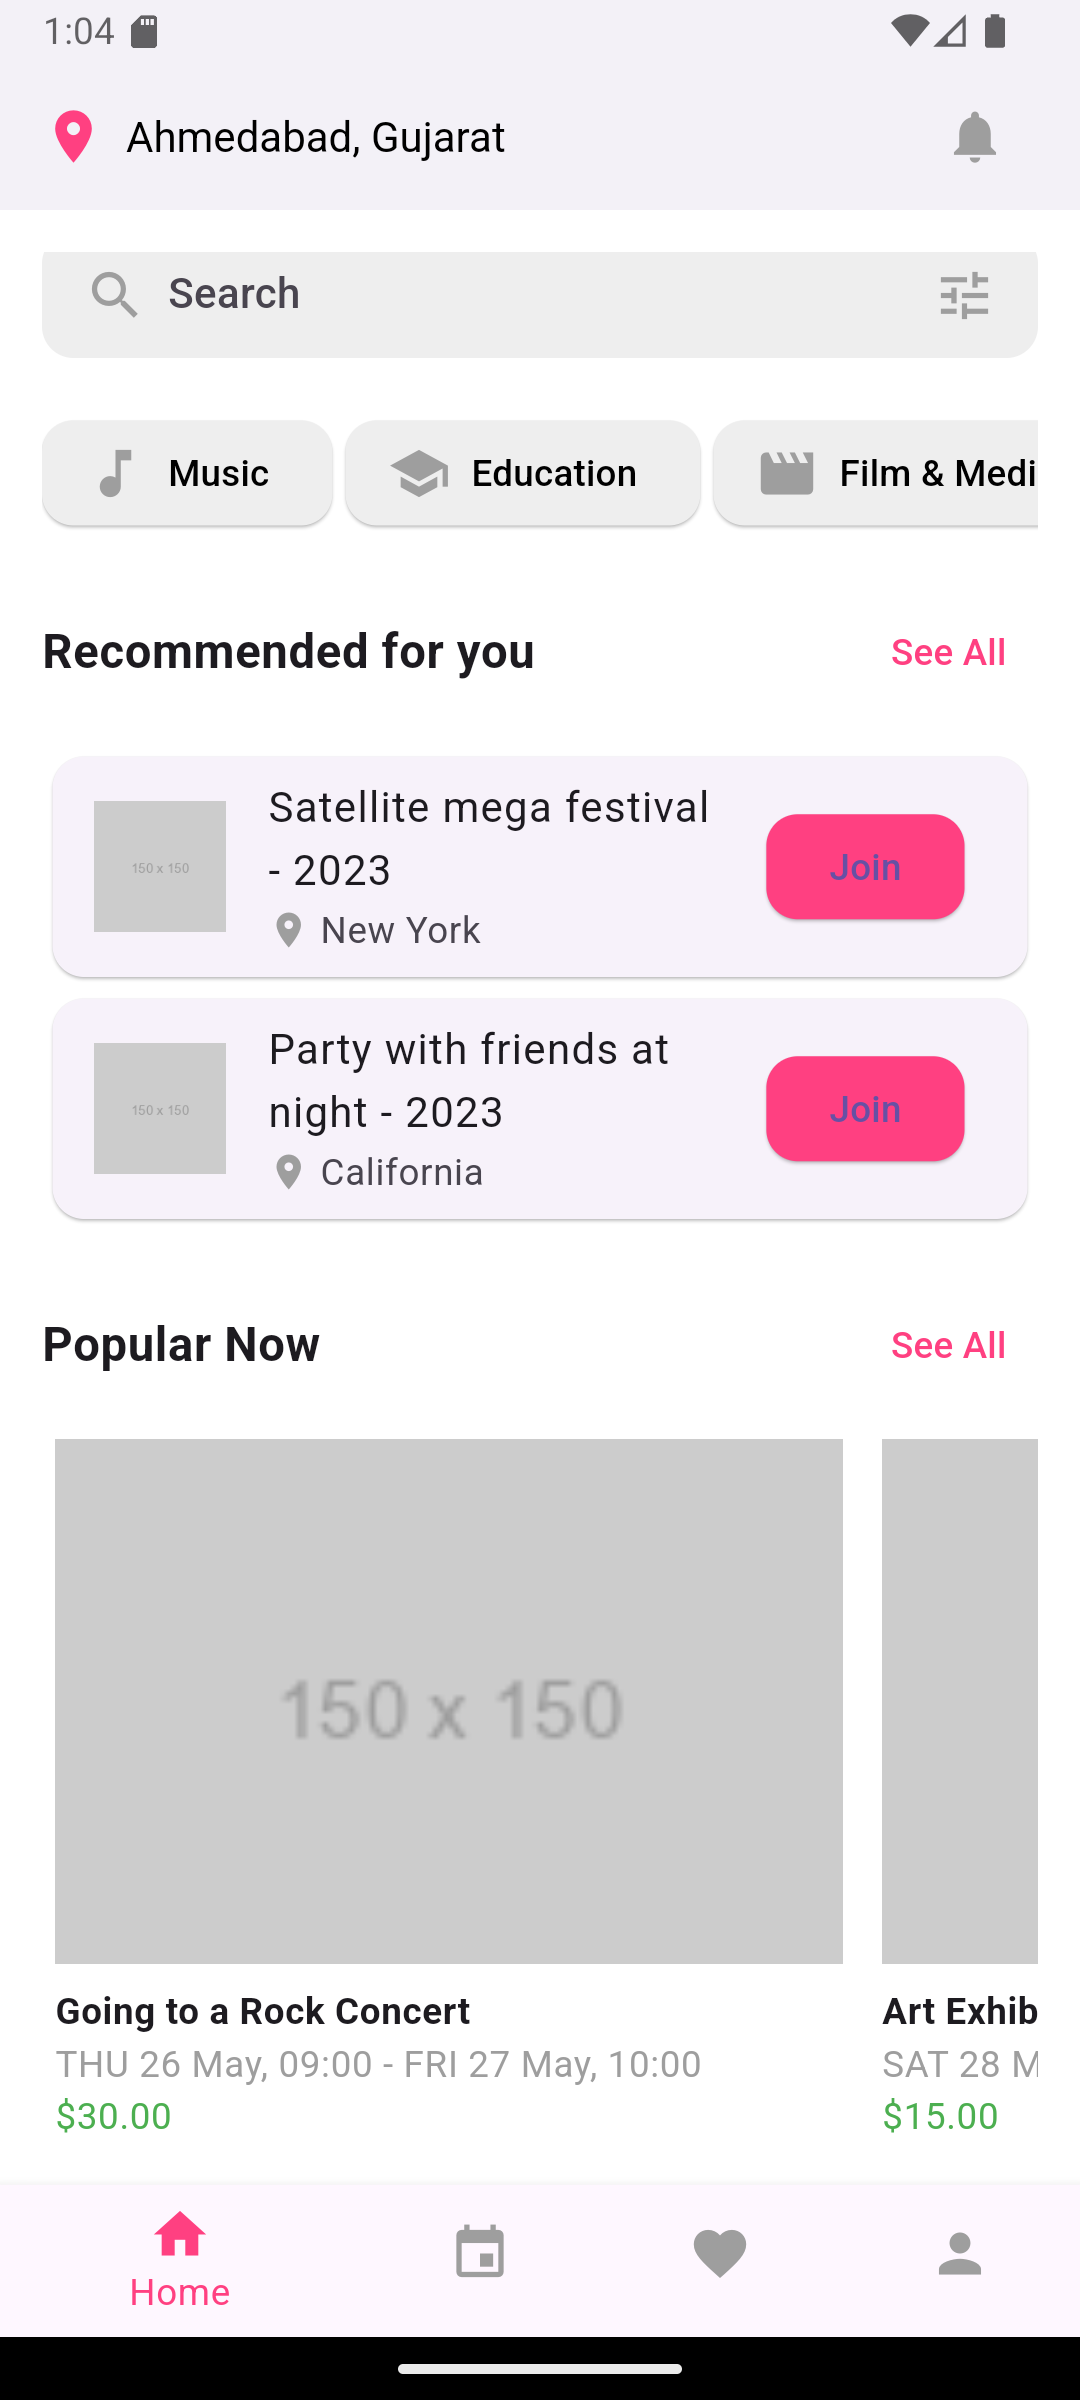 1:04
Ahmedabad, Gujarat
Search
Music
Education
Film & Medi
Recommended for you
See All
150 x 150
Satellite mega festival
- 2023
New York
Join
150 x 150
Party with friends at
night - 2023
California
Join
Popular Now
See All
150 x 150
Going to a Rock Concert
THU 26 May, 09:00 - FRI 27 May, 10:00
$30.00
Art Exhib
SAT 28 M
$15.00
Home